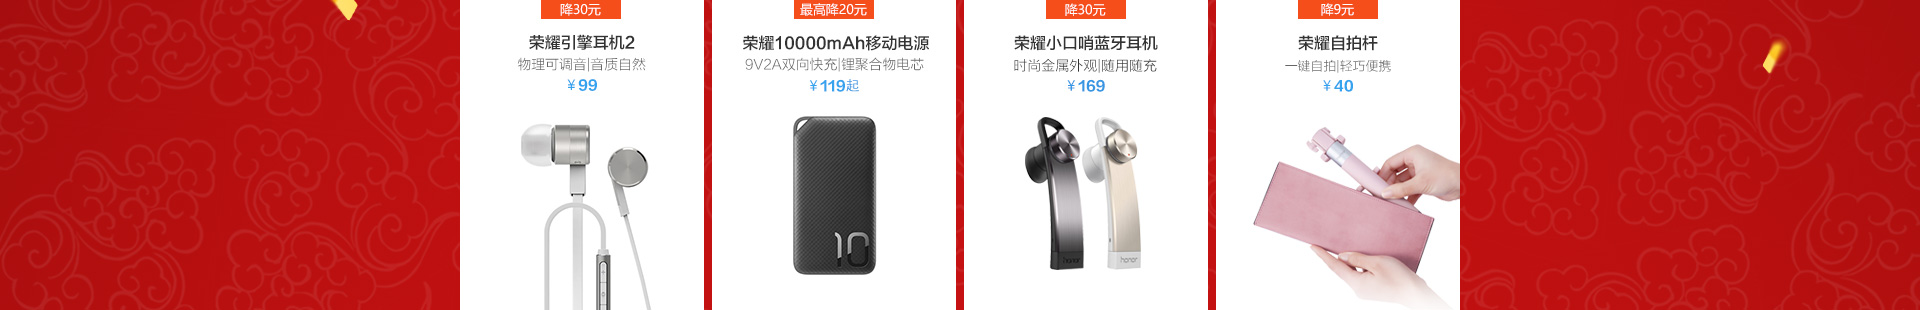 降30元
荣耀引擎耳机2
物理可调音|音质自然
¥99
最高降20元
荣耀10000mAh移动电源
9V2A双向快充|锂聚合物电芯
¥119起
10
降30元
荣耀小口哨蓝牙耳机
时尚金属外观|随用随充
¥169
honor
honor
降9元
荣耀自拍杆
一键自拍|轻巧便携
¥40